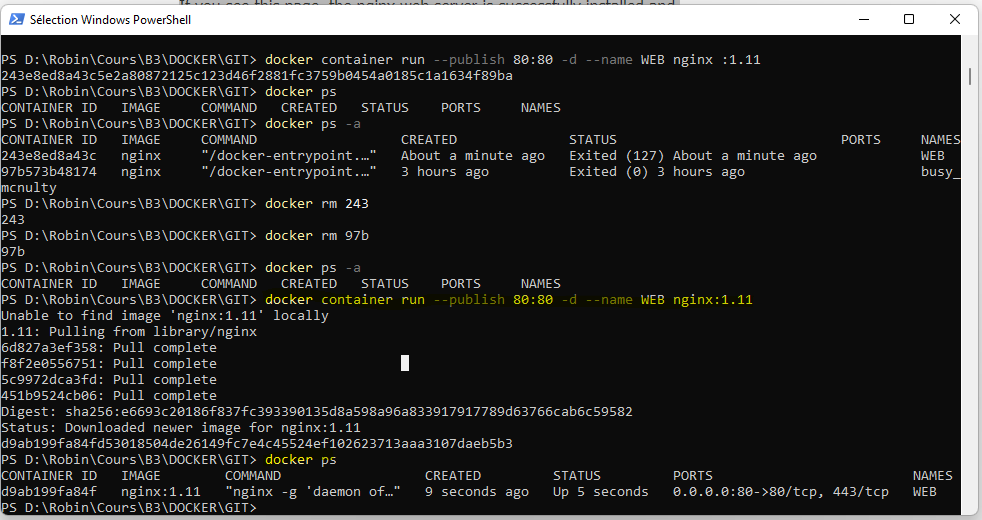 If you see this page, the nginx web server is successfully installed and
Sélection Windows PowerShell
PS D:\Robin\Cours\B3\DOCKER\GIT> docker container run --publish 80:80 -d --name WEB nginx :1.11
243e8ed8a43c5e2a80872125c123d46f2881fc3759b0454a0185c1a1634f89ba
PS D:\Robin\Cours\B3\DOCKER\GIT> docker ps
CONTAINER ID   IMAGE     COMMAND   CREATED   STATUS    PORTS     NAMES
PS D:\Robin\Cours\B3\DOCKER\GIT> docker ps -a
CONTAINER ID   IMAGE     COMMAND                  CREATED              STATUS                            PORTS     NAMES
243e8ed8a43c   nginx     "/docker-entrypoint.…"   About a minute ago   Exited (127) About a minute ago             WEB
97b573b48174   nginx     "/docker-entrypoint.…"   3 hours ago          Exited (0) 3 hours ago                      busy_
mcnulty
PS D:\Robin\Cours\B3\DOCKER\GIT> docker rm 243
243
PS D:\Robin\Cours\B3\DOCKER\GIT> docker rm 97b
97b
PS D:\Robin\Cours\B3\DOCKER\GIT> docker ps -a
CONTAINER ID   IMAGE     COMMAND   CREATED   STATUS    PORTS     NAMES
PS D:\Robin\Cours\B3\DOCKER\GIT> docker container run --publish 80:80 -d --name WEB nginx:1.11
Unable to find image 'nginx:1.11' locally
1.11: Pulling from library/nginx
6d827a3ef358: Pull complete
f8f2e0556751: Pull complete
5c9972dca3fd: Pull complete
451b9524cb06: Pull complete
Digest: sha256:e6693c20186f837fc393390135d8a598a96a833917917789d63766cab6c59582
Status: Downloaded newer image for nginx:1.11
d9ab199fa84fd53018504de26149fc7e4c45524ef102623713aaa3107daeb5b3
PS D:\Robin\Cours\B3\DOCKER\GIT> docker ps
CONTAINER ID   IMAGE        COMMAND                  CREATED         STATUS         PORTS                         NAMES
d9ab199fa84f   nginx:1.11   "nginx -g 'daemon of…"   9 seconds ago   Up 5 seconds   0.0.0.0:80->80/tcp, 443/tcp   WEB
PS D:\Robin\Cours\B3\DOCKER\GIT>